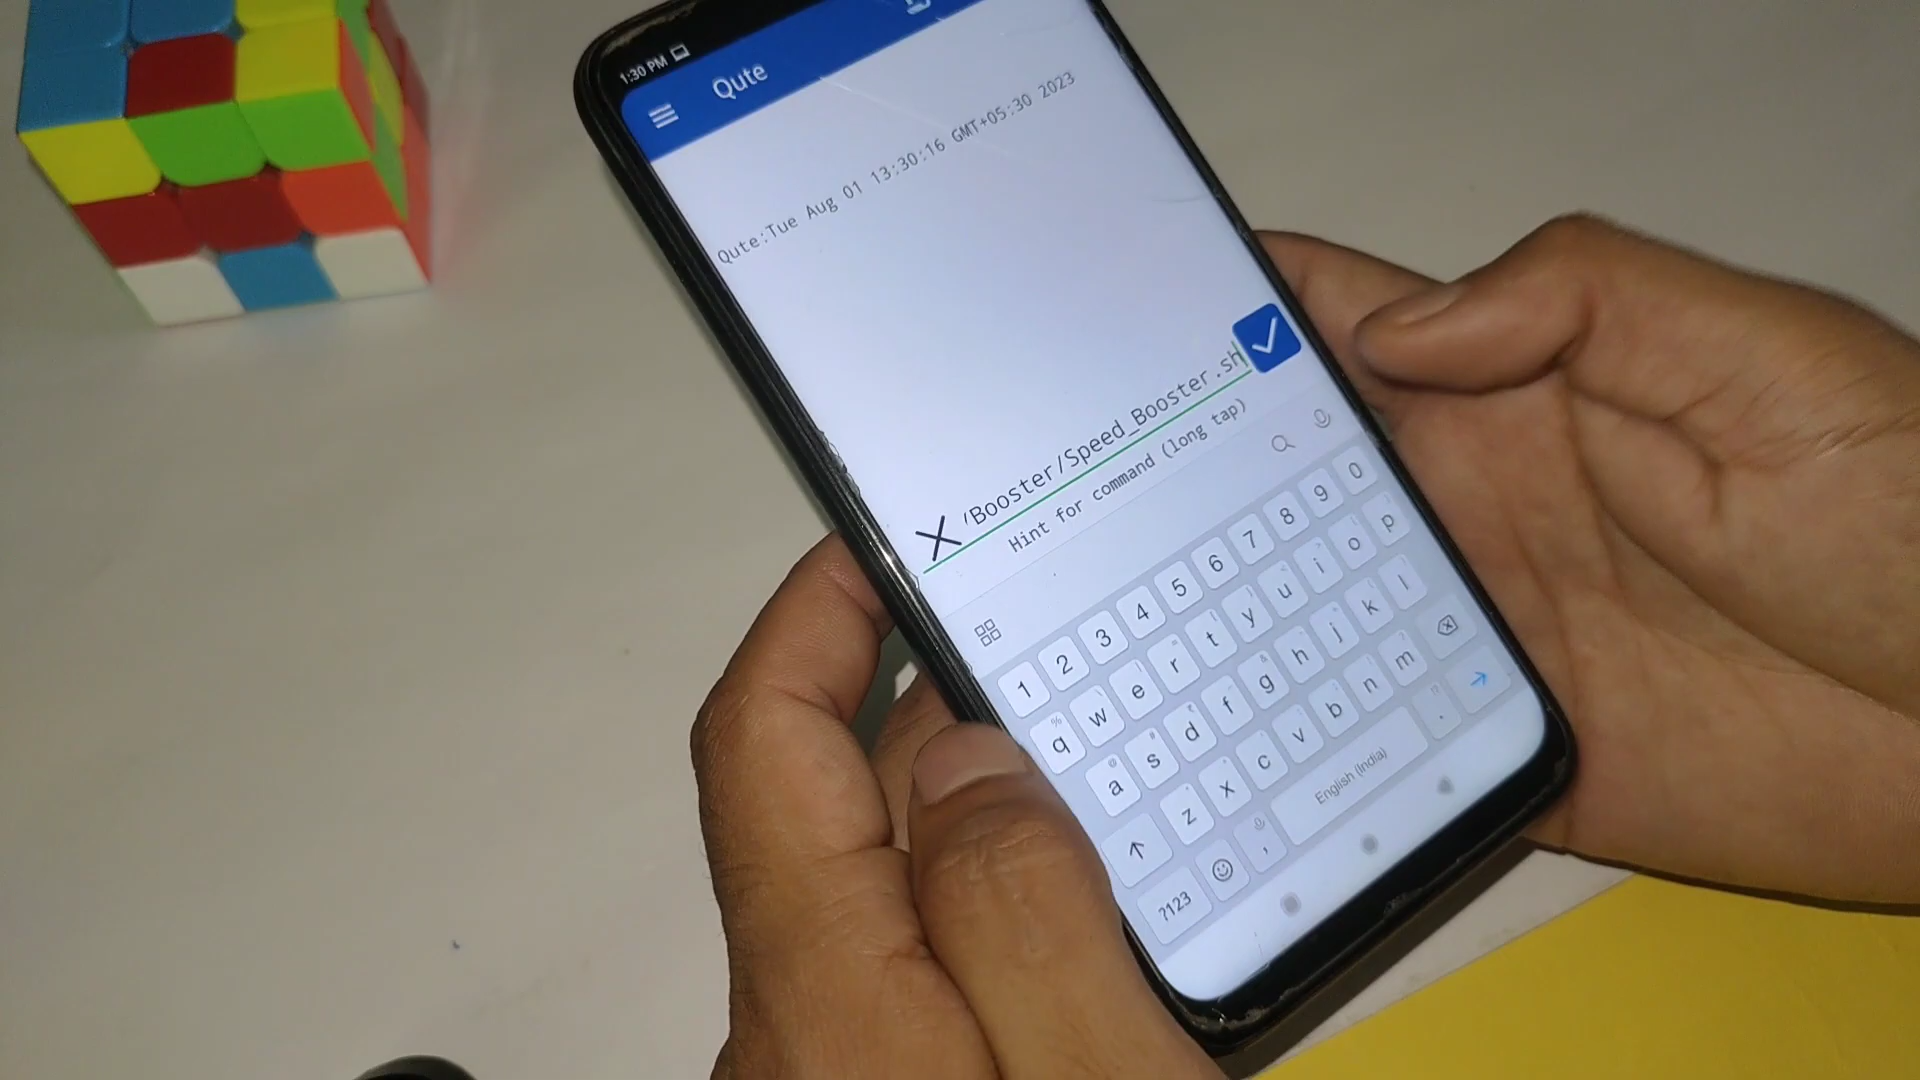 1:30 PM
Qute
Qute:Tue Aug 01 13:30:16 GMT+05:30 2023
/Booster/Speed_Booster.sh
Hint for command (long tap)
1 2 3 4 5 6 7 8 9 0
q w e r t y u i o p
a s d f g h j k l
z x c v b n m
?123 , English (India) .